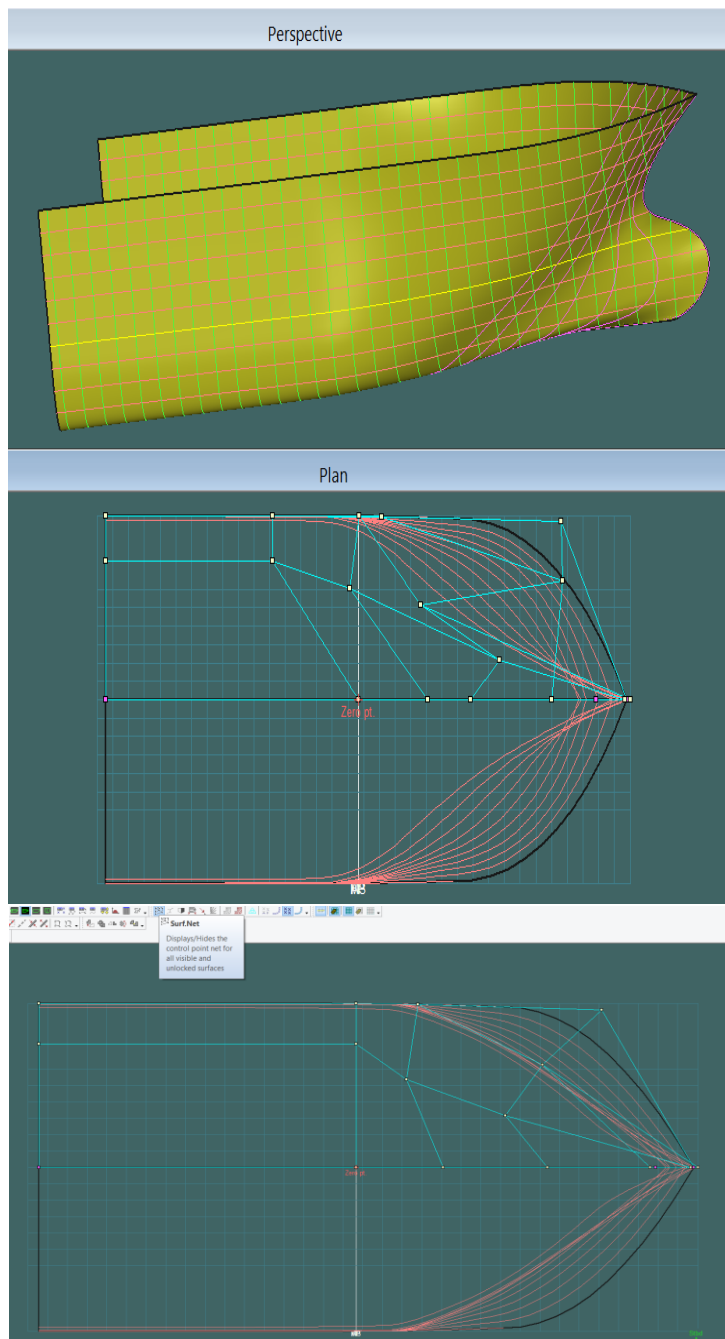 Perspective
Plan
Zero pt
Surf.Net
Displays/Hides the
control point net for
all visible and
unlocked surfaces
Zero pt